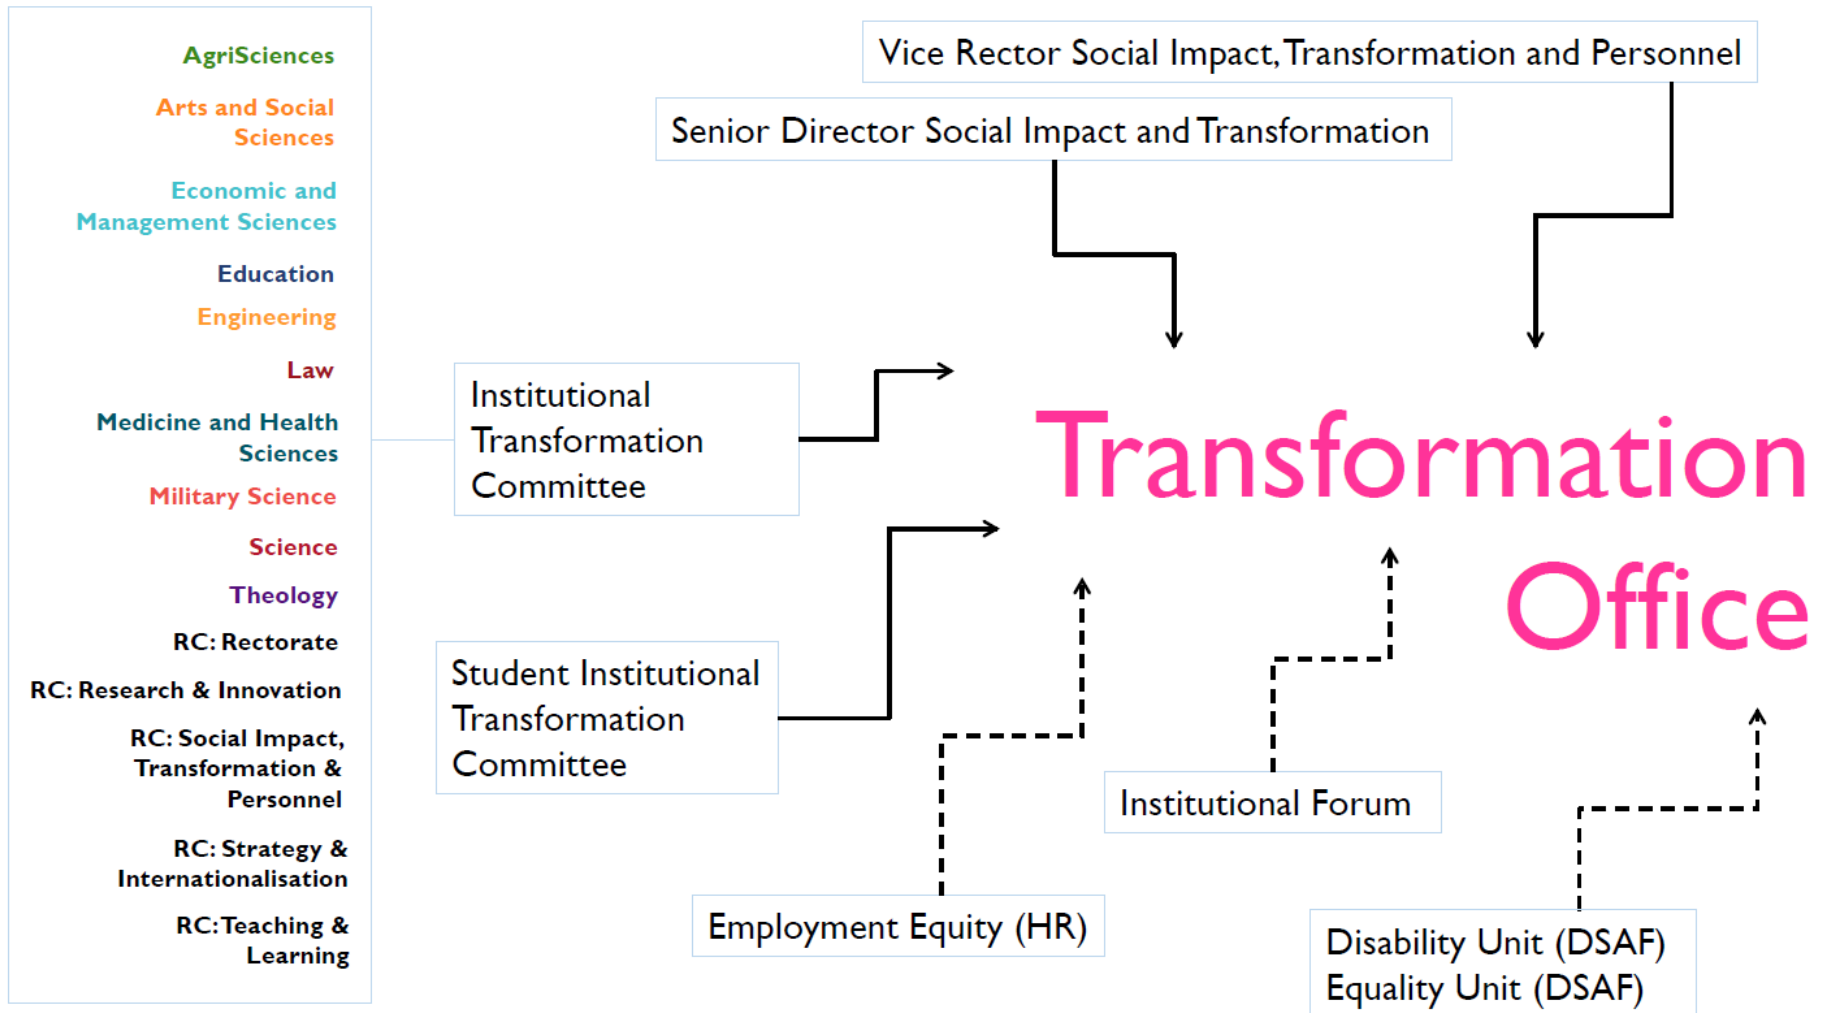 AgriSciences
Arts and Social
Sciences
Economic and
Management Sciences
Education
Engineering
Law
Medicine and Health
Sciences
Military Science
Science
Theology
RC: Rectorate
RC: Research & Innovation
RC: Social Impact,
Transformation &
Personnel
RC: Strategy &
Internationalisation
RC: Teaching &
Learning
Vice Rector Social Impact, Transformation and Personnel
Senior Director Social Impact and Transformation
Institutional
Transformation
Committee
Student Institutional
Transformation
Committee
Transformation
Office
Institutional Forum
Employment Equity (HR)
Disability Unit (DSAF)
Equality Unit (DSAF)